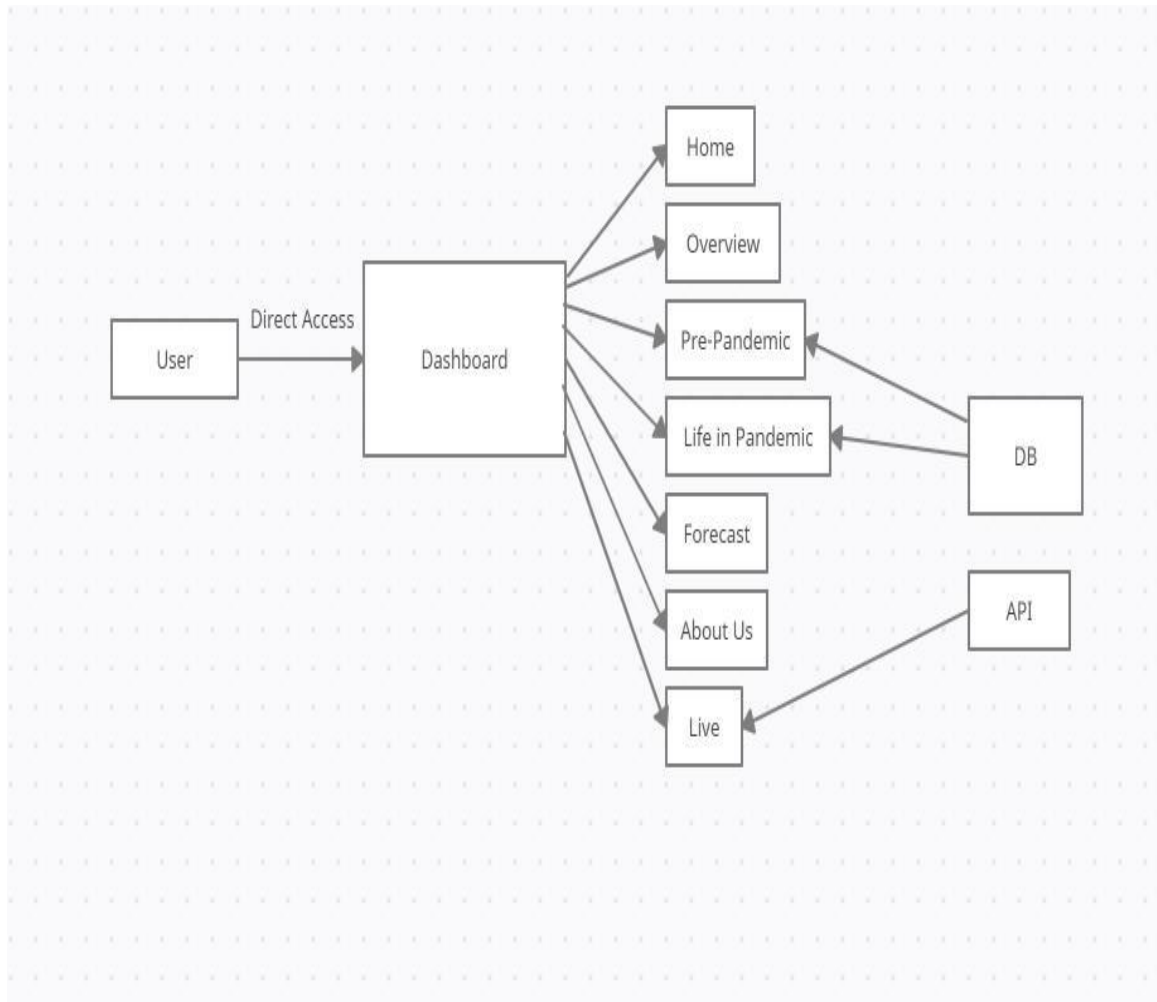 Home
Overview
Direct Access
Pre-Pandemic
User
Dashboard
Life in Pandemic
DB
Forecast
API
About Us
Live